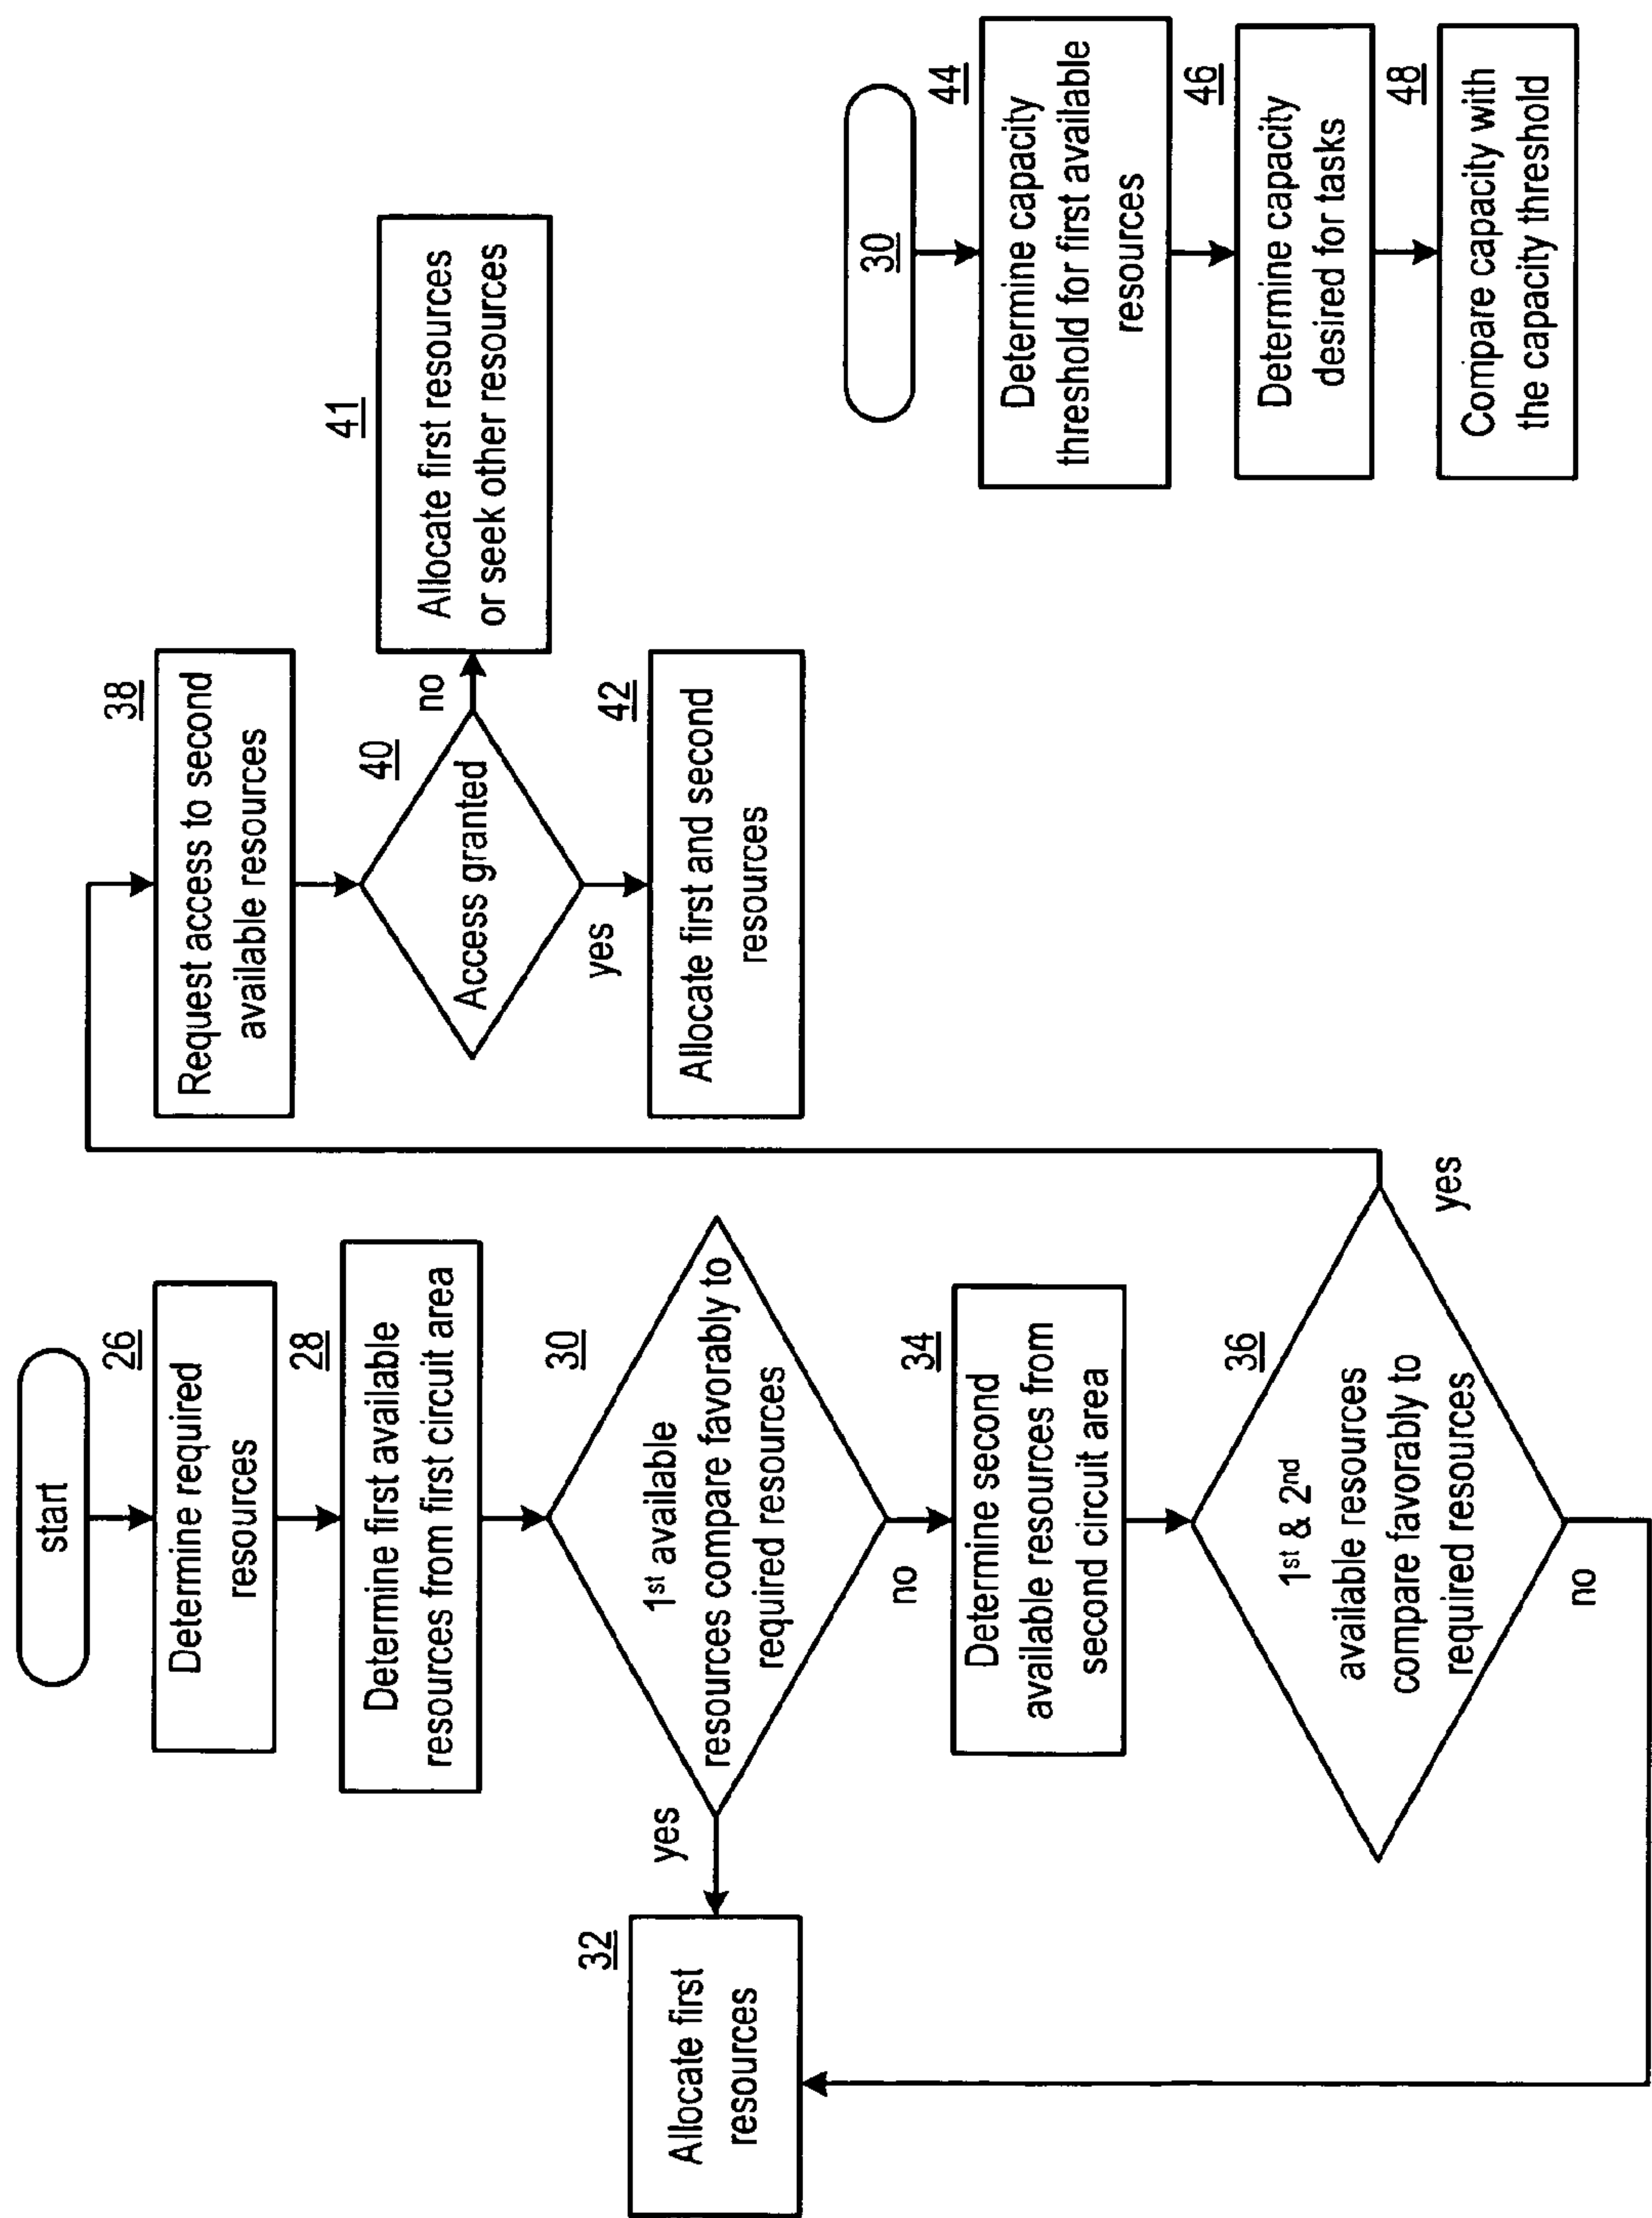 start
26
Determine required
resources
28
Determine first available
resources from first circuit area
30
1st available
resources compare favorably to
required resources
yes
no
32
Allocate first
resources
34
Determine second
available resources from
second circuit area
36
1st & 2nd
available resources
compare favorably to
required resources
yes
no
38
Request access to second
available resources
40
Access granted
no
yes
41
Allocate first resources
or seek other resources
42
Allocate first and second
resources
30
44
Determine capacity
threshold for first available
resources
46
Determine capacity
desired for tasks
48
Compare capacity with
the capacity threshold